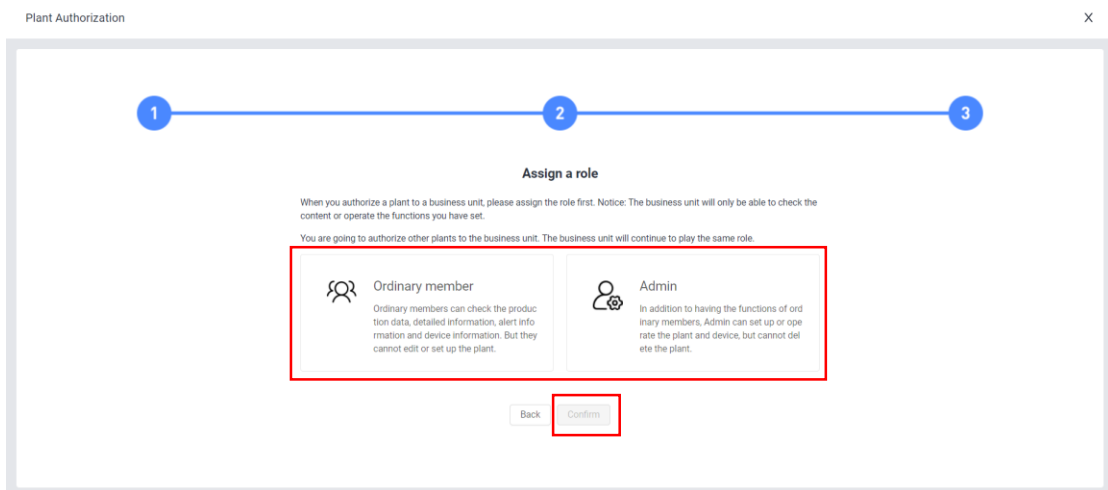 Plant Authorization
X
1
2
3
Assign a role
When you authorize a plant to a business unit, please assign the role first. Notice: The business unit will only be able to check the
content or operate the functions you have set.
You are going to authorize other plants to the business unit. The business unit will continue to play the same role.
Ordinary member
Ordinary members can check the produc
tion data, detailed information, alert info
rmation and device information. But they
cannot edit or set up the plant.
Admin
In addition to having the functions of ord
inary members, Admin can set up or ope
rate the plant and device, but cannot del
ete the plant.
Back
Confirm